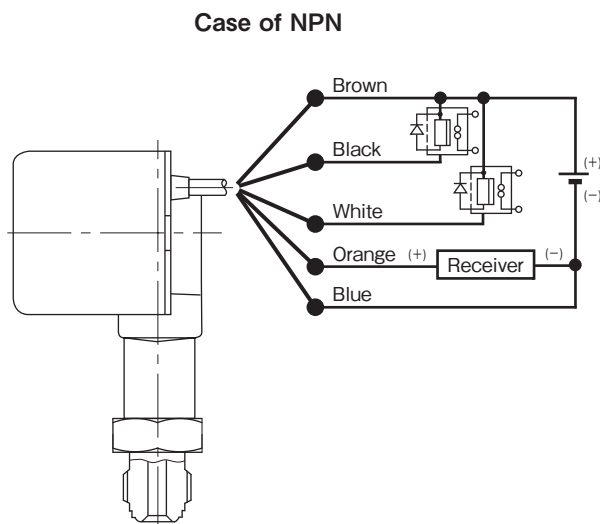 Case of NPN
Brown
Black
(+)
(−)
White
Orange (+) Receiver (−)
Blue